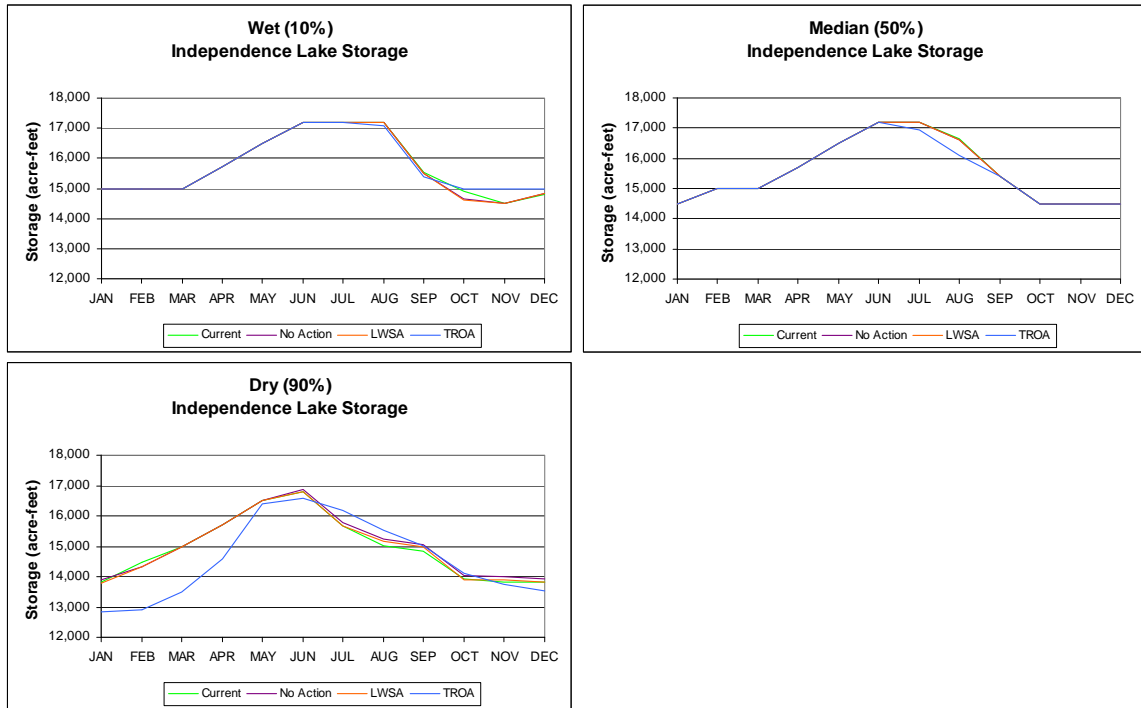 Wet (10%)
Independence Lake Storage
Storage (acre-feet)
18,000
17,000
16,000
15,000
14,000
13,000
12,000
JAN FEB MAR APR MAY JUN JUL AUG SEP OCT NOV DEC
Current No Action LWSA TROA
Median (50%)
Independence Lake Storage
Storage (acre-feet)
18,000
17,000
16,000
15,000
14,000
13,000
12,000
JAN FEB MAR APR MAY JUN JUL AUG SEP OCT NOV DEC
Current No Action LWSA TROA
Dry (90%)
Independence Lake Storage
Storage (acre-feet)
18,000
17,000
16,000
15,000
14,000
13,000
12,000
JAN FEB MAR APR MAY JUN JUL AUG SEP OCT NOV DEC
Current No Action LWSA TROA